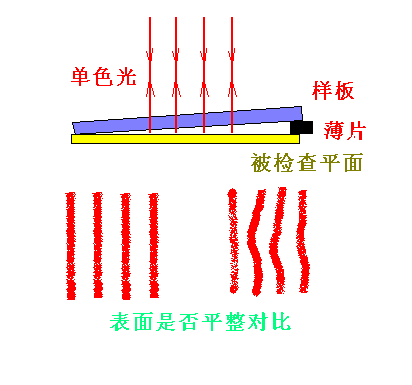 单色光
样板
薄片
被检查平面
表面是否平整对比